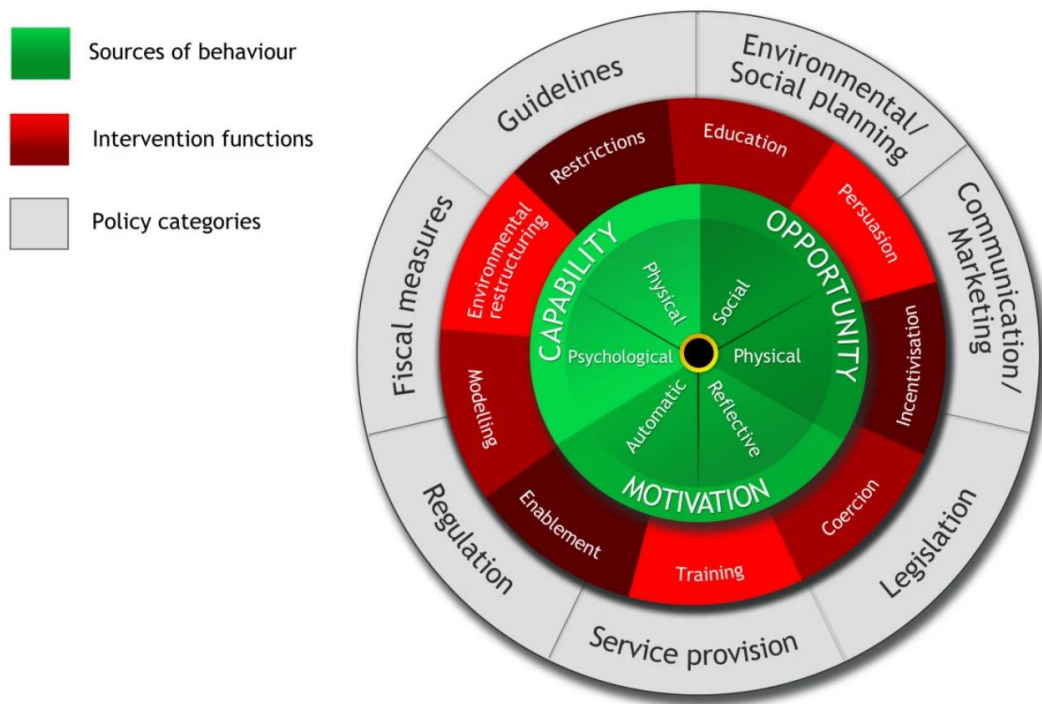 Sources of behaviour
Intervention functions
Policy categories
Guidelines
Environmental/
Social planning
Communication/
Marketing
Legislation
Service provision
Regulation
Fiscal measures
Restrictions
Education
Persuasion
Incentivisation
Coercion
Training
Enablement
Modelling
Environmental
restructuring
CAPABILITY
OPPORTUNITY
MOTIVATION
Physical
Social
Psychological
Physical
Automatic
Reflective